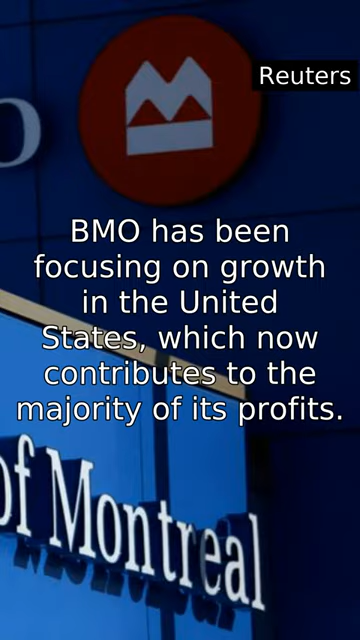 o
Reuters
BMO has been
focusing on growth
in the United
States, which now
contributes to the
majority of its profits.
of Montreal